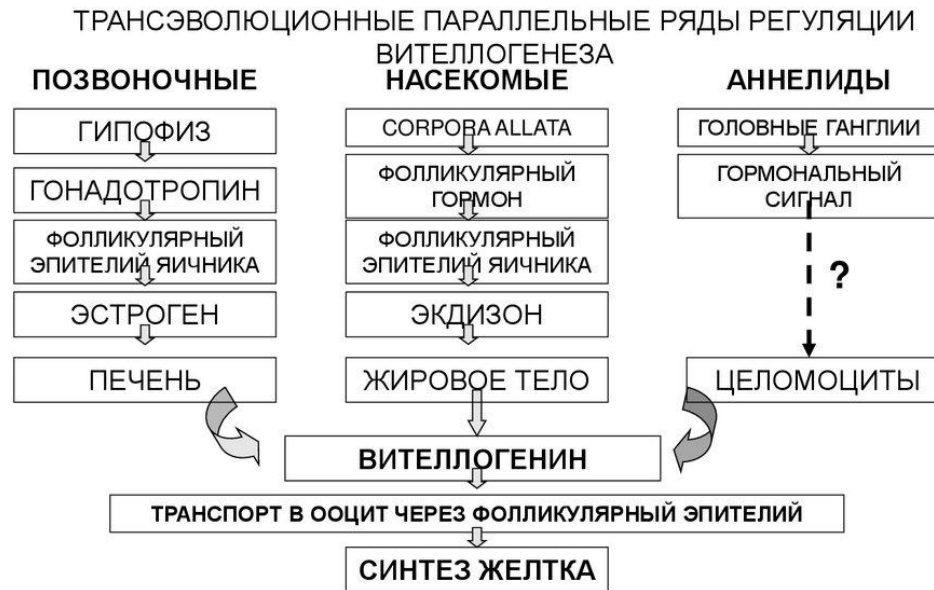 ТРАНСЭВОЛЮЦИОННЫЕ ПАРАЛЛЕЛЬНЫЕ РЯДЫ РЕГУЛЯЦИИ
ВИТЕЛЛОГЕНЕЗА
ПОЗВОНОЧНЫЕ
ГИПОФИЗ
ГОНАДОТРОПИН
ФОЛЛИКУЛЯРНЫЙ
ЭПИТЕЛИЙ ЯИЧНИКА
ЭСТРОГЕН
ПЕЧЕНЬ
НАСЕКОМЫЕ
CORPORA ALLATA
ФОЛЛИКУЛЯРНЫЙ
ГОРМОН
ФОЛЛИКУЛЯРНЫЙ
ЭПИТЕЛИЙ ЯИЧНИКА
ЭКДИЗОН
ЖИРОВОЕ ТЕЛО
АННЕЛИДЫ
ГОЛОВНЫЕ ГАНГЛИИ
ГОРМОНАЛЬНЫЙ
СИГНАЛ
?
ЦЕЛОМОЦИТЫ
ВИТЕЛЛОГЕНИН
ТРАНСПОРТ В ООЦИТ ЧЕРЕЗ ФОЛЛИКУЛЯРНЫЙ ЭПИТЕЛИЙ
СИНТЕЗ ЖЕЛТКА